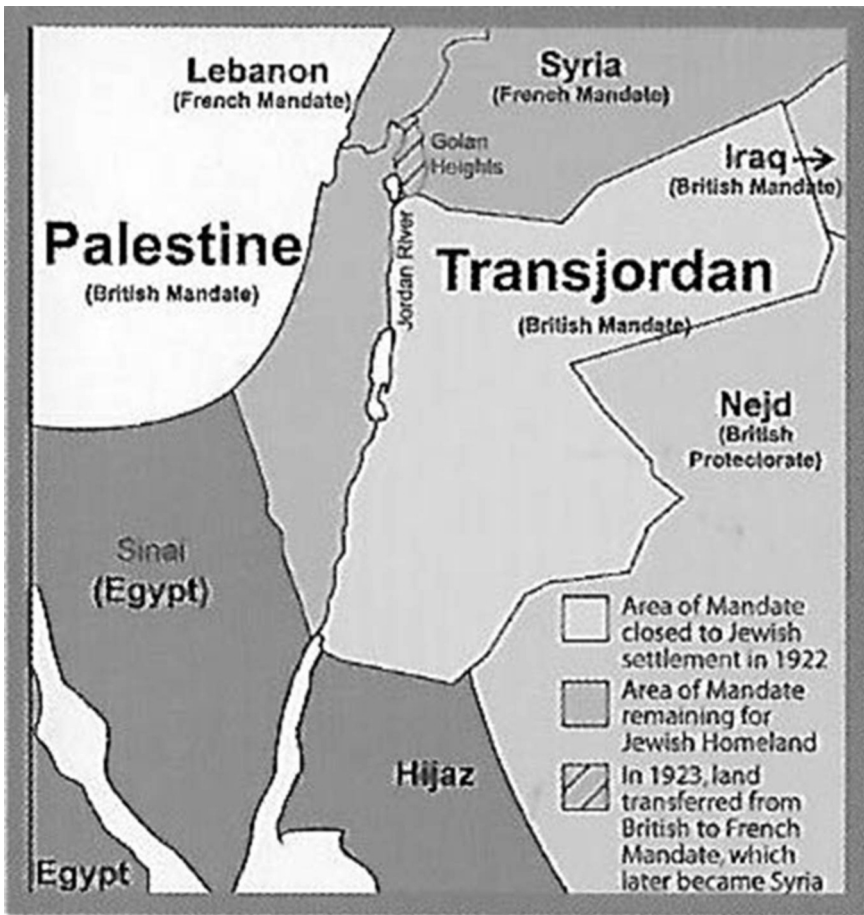 Lebanon
(French Mandate)
Syria
(French Mandate)
Golan
Heights
Iraq
(British Mandate)
Palestine
(British Mandate)
Jordan River
Transjordan
(British Mandate)
Nejd
(British
Protectorate)
Sinai
(Egypt)
Area of Mandate
closed to Jewish
settlement in 1922
Area of Mandate
remaining for
Jewish Homeland
Hijaz
In 1923, land
transferred from
British to French
Mandate, which
later became Syria
Egypt